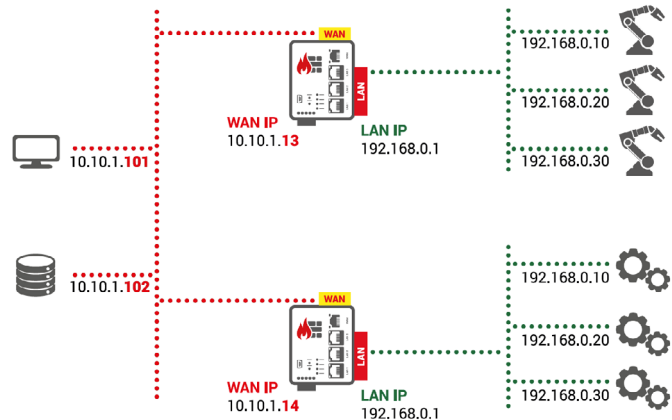 WAN
192.168.0.10
LAN
192.168.0.20
WAN IP
10.10.1.13
LAN IP
192.168.0.1
10.10.1.101
192.168.0.30
10.10.1.102
192.168.0.10
WAN
192.168.0.20
LAN
WAN IP
10.10.1.14
LAN IP
192.168.0.1
192.168.0.30